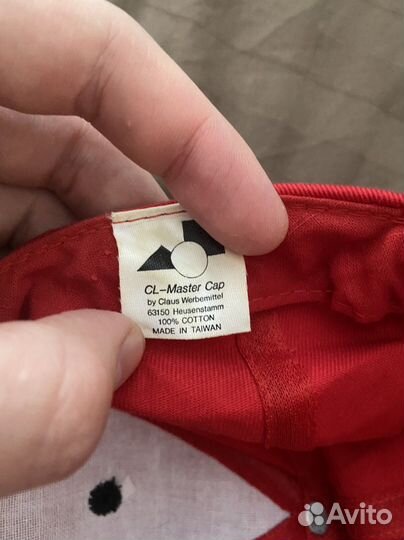 CL-Master Cap
by Claus Werbemittel
63150 Heusenstamm
100% COTTON
MADE IN TAIWAN
Avito